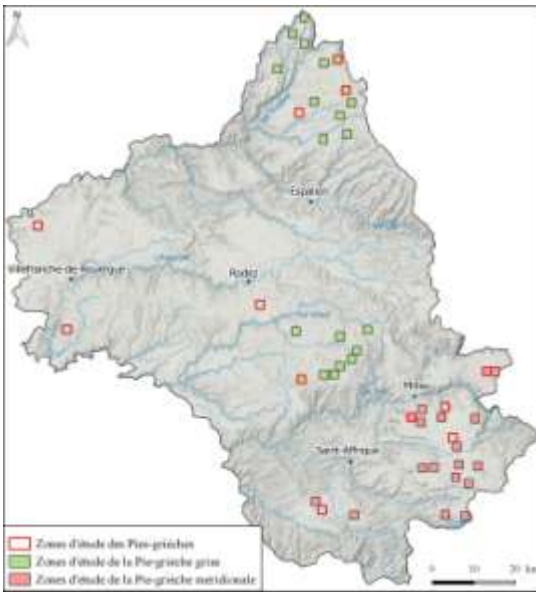 N
Espalion
Villefranche-de-Rouergue
Rodez
Millau
Saint-Affrique
Zones d'étude des Pies-grièches
Zones d'étude de la Pie-grièche grise
Zones d'étude de la Pie-grièche méridionale
0 10 20 km